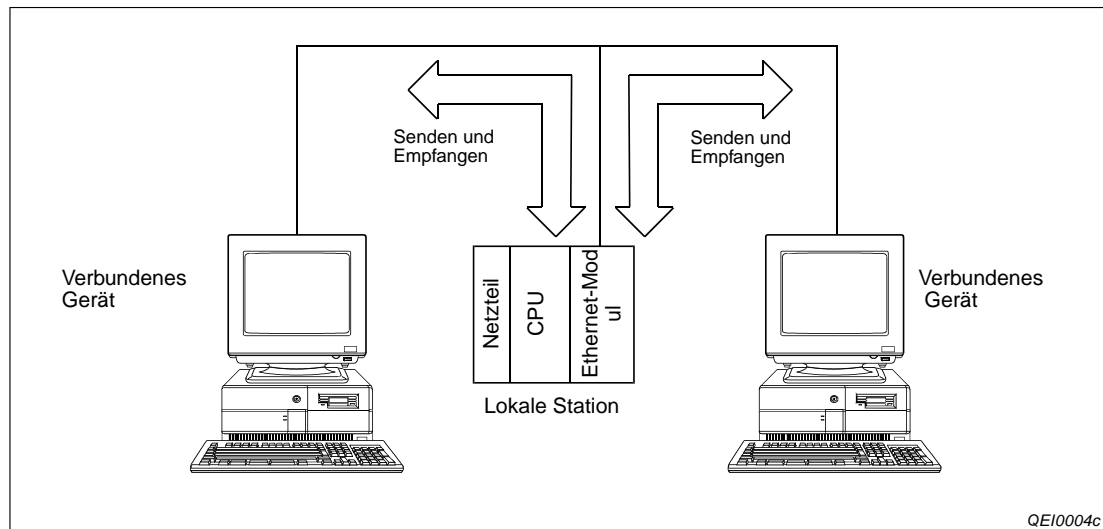 Senden und
Empfangen
Senden und
Empfangen
Verbundenes
Gerät
Netzteil
CPU
Ethernet-Mod
ul
Verbundenes
Gerät
Lokale Station
QEI0004c